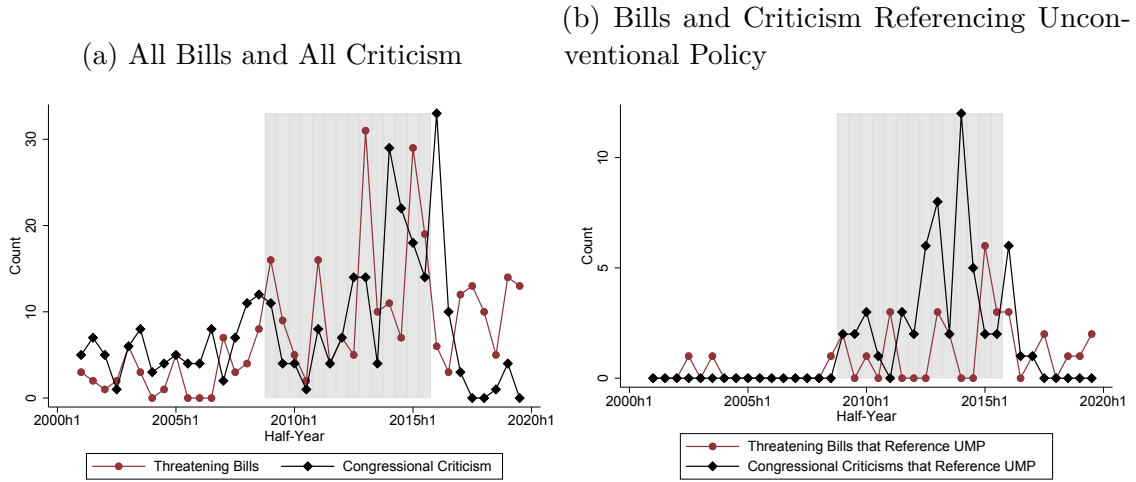 (a) All Bills and All Criticism
30
20
10
0
Count
2000h1
2005h1
2010h1
2015h1
2020h1
Half-Year
Threatening Bills
Congressional Criticism
(b) Bills and Criticism Referencing Uncon-
ventional Policy
10
5
0
Count
2000h1
2005h1
2010h1
2015h1
2020h1
Half-Year
Threatening Bills that Reference UMP
Congressional Criticisms that Reference UMP